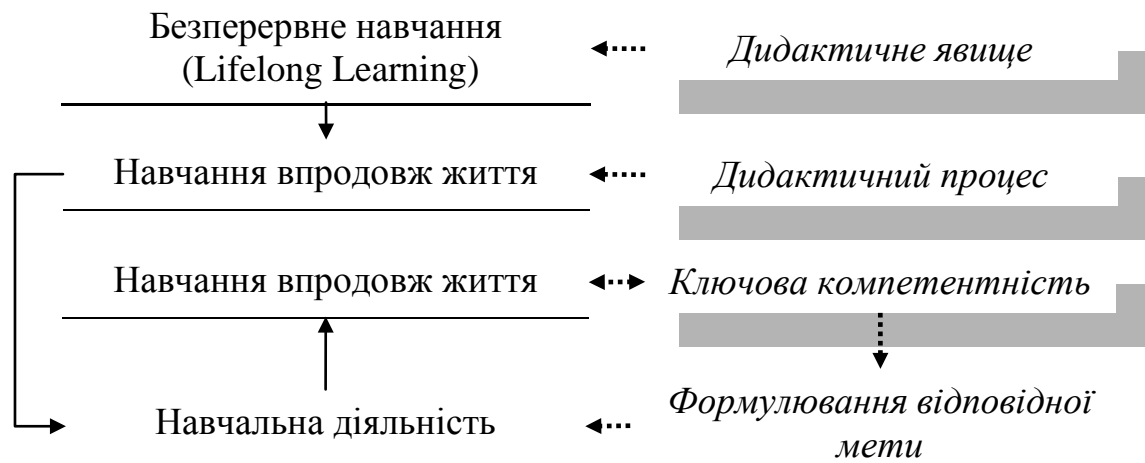 Безперервне навчання
(Lifelong Learning)
Дидактичне явище
Навчання впродовж життя
Дидактичний процес
Навчання впродовж життя
Ключова компетентність
Навчальна діяльність
Формулювання відповідної
мети